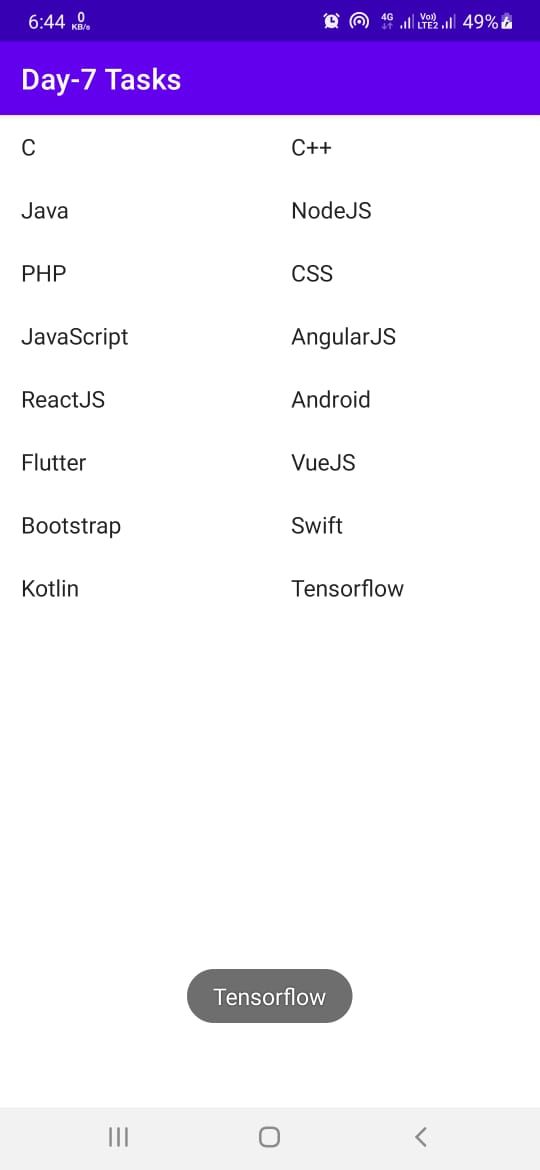 6:44 0 KB/s 4G Vo)) LTE2 49%
Day-7 Tasks
C C++
Java NodeJS
PHP CSS
JavaScript AngularJS
ReactJS Android
Flutter VueJS
Bootstrap Swift
Kotlin Tensorflow
Tensorflow